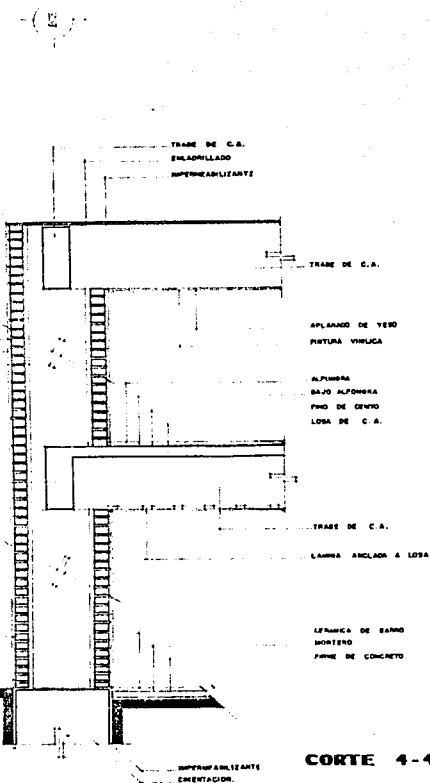 TRABE DE C.A.
ENLADRILLADO
IMPERMEABILIZANTE
TRABE DE C.A.
APLANADO DE YESO
PINTURA VINILICA
ALFOMBRA
BAJO ALFOMBRA
FINO DE CENTO
LOSA DE C.A.
TRABE DE C.A.
LAMINA ANCLADA A LOSA
CERAMICA DE BARRO
MORTERO
FIRME DE CONCRETO
IMPERMEABILIZANTE
CIMENTACION.
CORTE 4-4